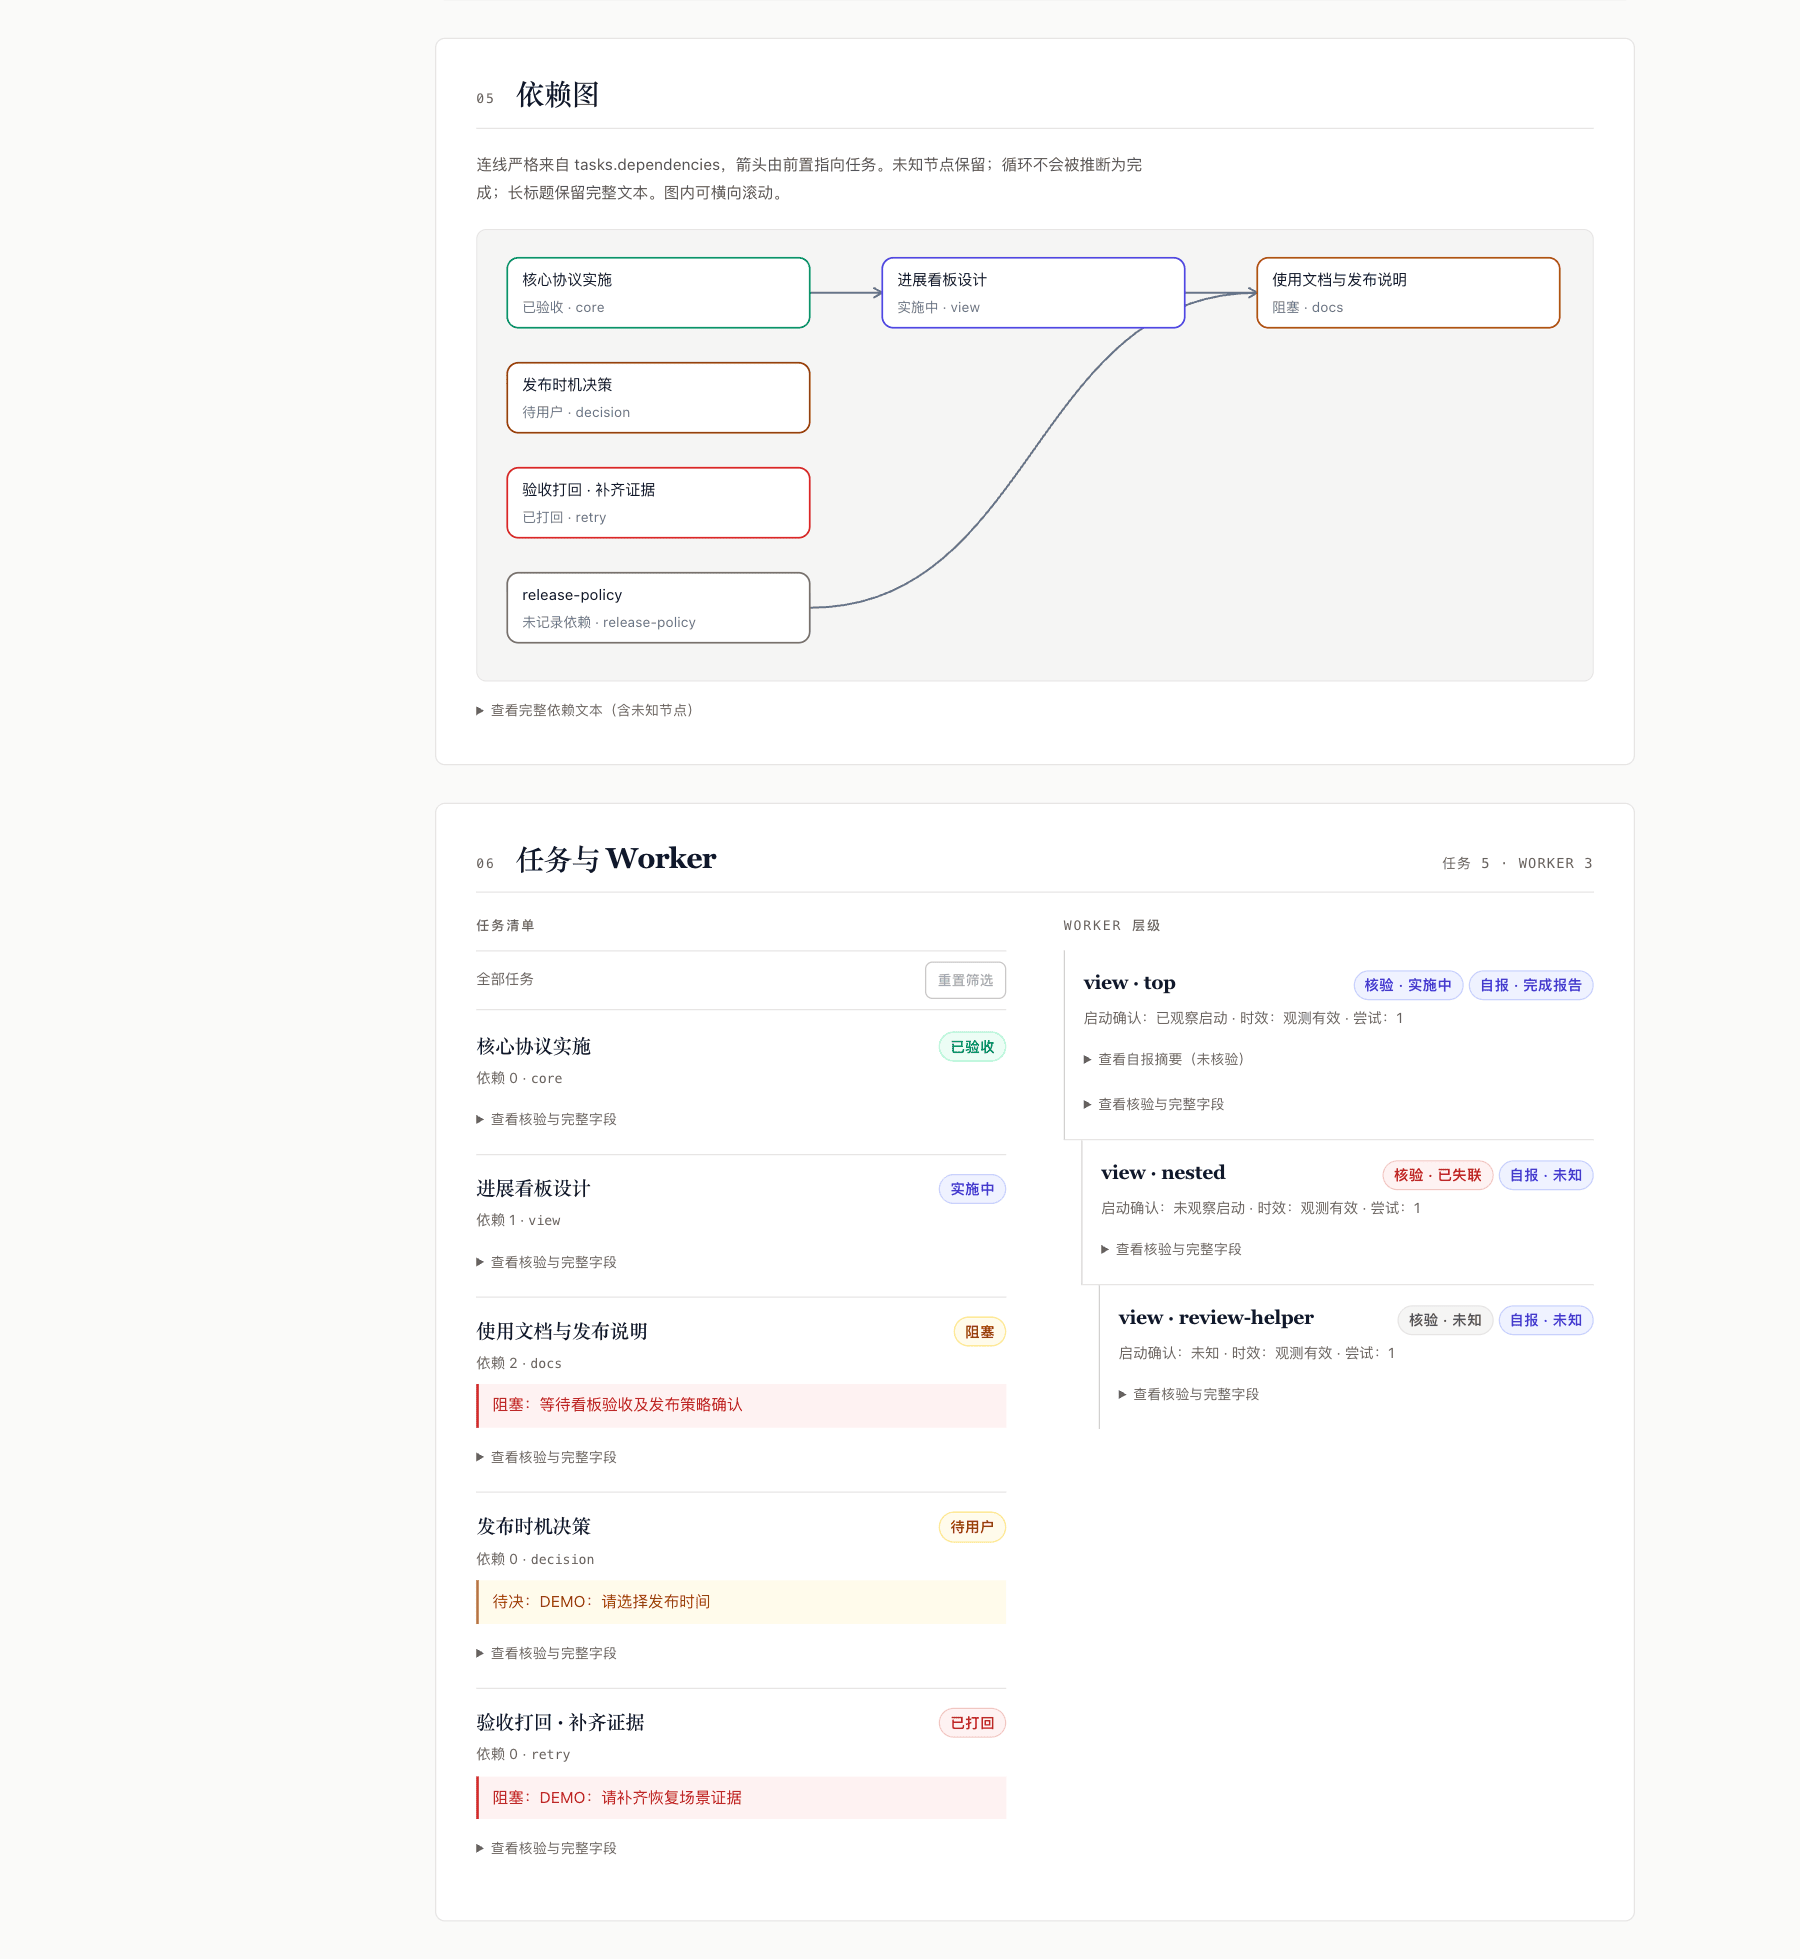 05 依赖图
连线严格来自 tasks.dependencies，箭头由前置指向任务。未知节点保留；循环不会被推断为完
成；长标题保留完整文本。图内可横向滚动。
核心协议实施
已验收 · core
进展看板设计
实施中 · view
使用文档与发布说明
阻塞 · docs
发布时机决策
待用户 · decision
验收打回 · 补齐证据
已打回 · retry
release-policy
未记录依赖 · release-policy
▶ 查看完整依赖文本（含未知节点）
06 任务与 Worker
任务 5 · WORKER 3
任务清单
全部任务
重置筛选
核心协议实施
已验收
依赖 0 · core
▶ 查看核验与完整字段
进展看板设计
实施中
依赖 1 · view
▶ 查看核验与完整字段
使用文档与发布说明
阻塞
依赖 2 · docs
阻塞：等待看板验收及发布策略确认
▶ 查看核验与完整字段
发布时机决策
待用户
依赖 0 · decision
待决：DEMO：请选择发布时间
▶ 查看核验与完整字段
验收打回 · 补齐证据
已打回
依赖 0 · retry
阻塞：DEMO：请补齐恢复场景证据
▶ 查看核验与完整字段
WORKER 层级
view · top
核验 · 实施中
自报 · 完成报告
启动确认：已观察启动 · 时效：观测有效 · 尝试：1
▶ 查看自报摘要（未核验）
▶ 查看核验与完整字段
view · nested
核验 · 已失联
自报 · 未知
启动确认：未观察启动 · 时效：观测有效 · 尝试：1
▶ 查看核验与完整字段
view · review-helper
核验 · 未知
自报 · 未知
启动确认：未知 · 时效：观测有效 · 尝试：1
▶ 查看核验与完整字段